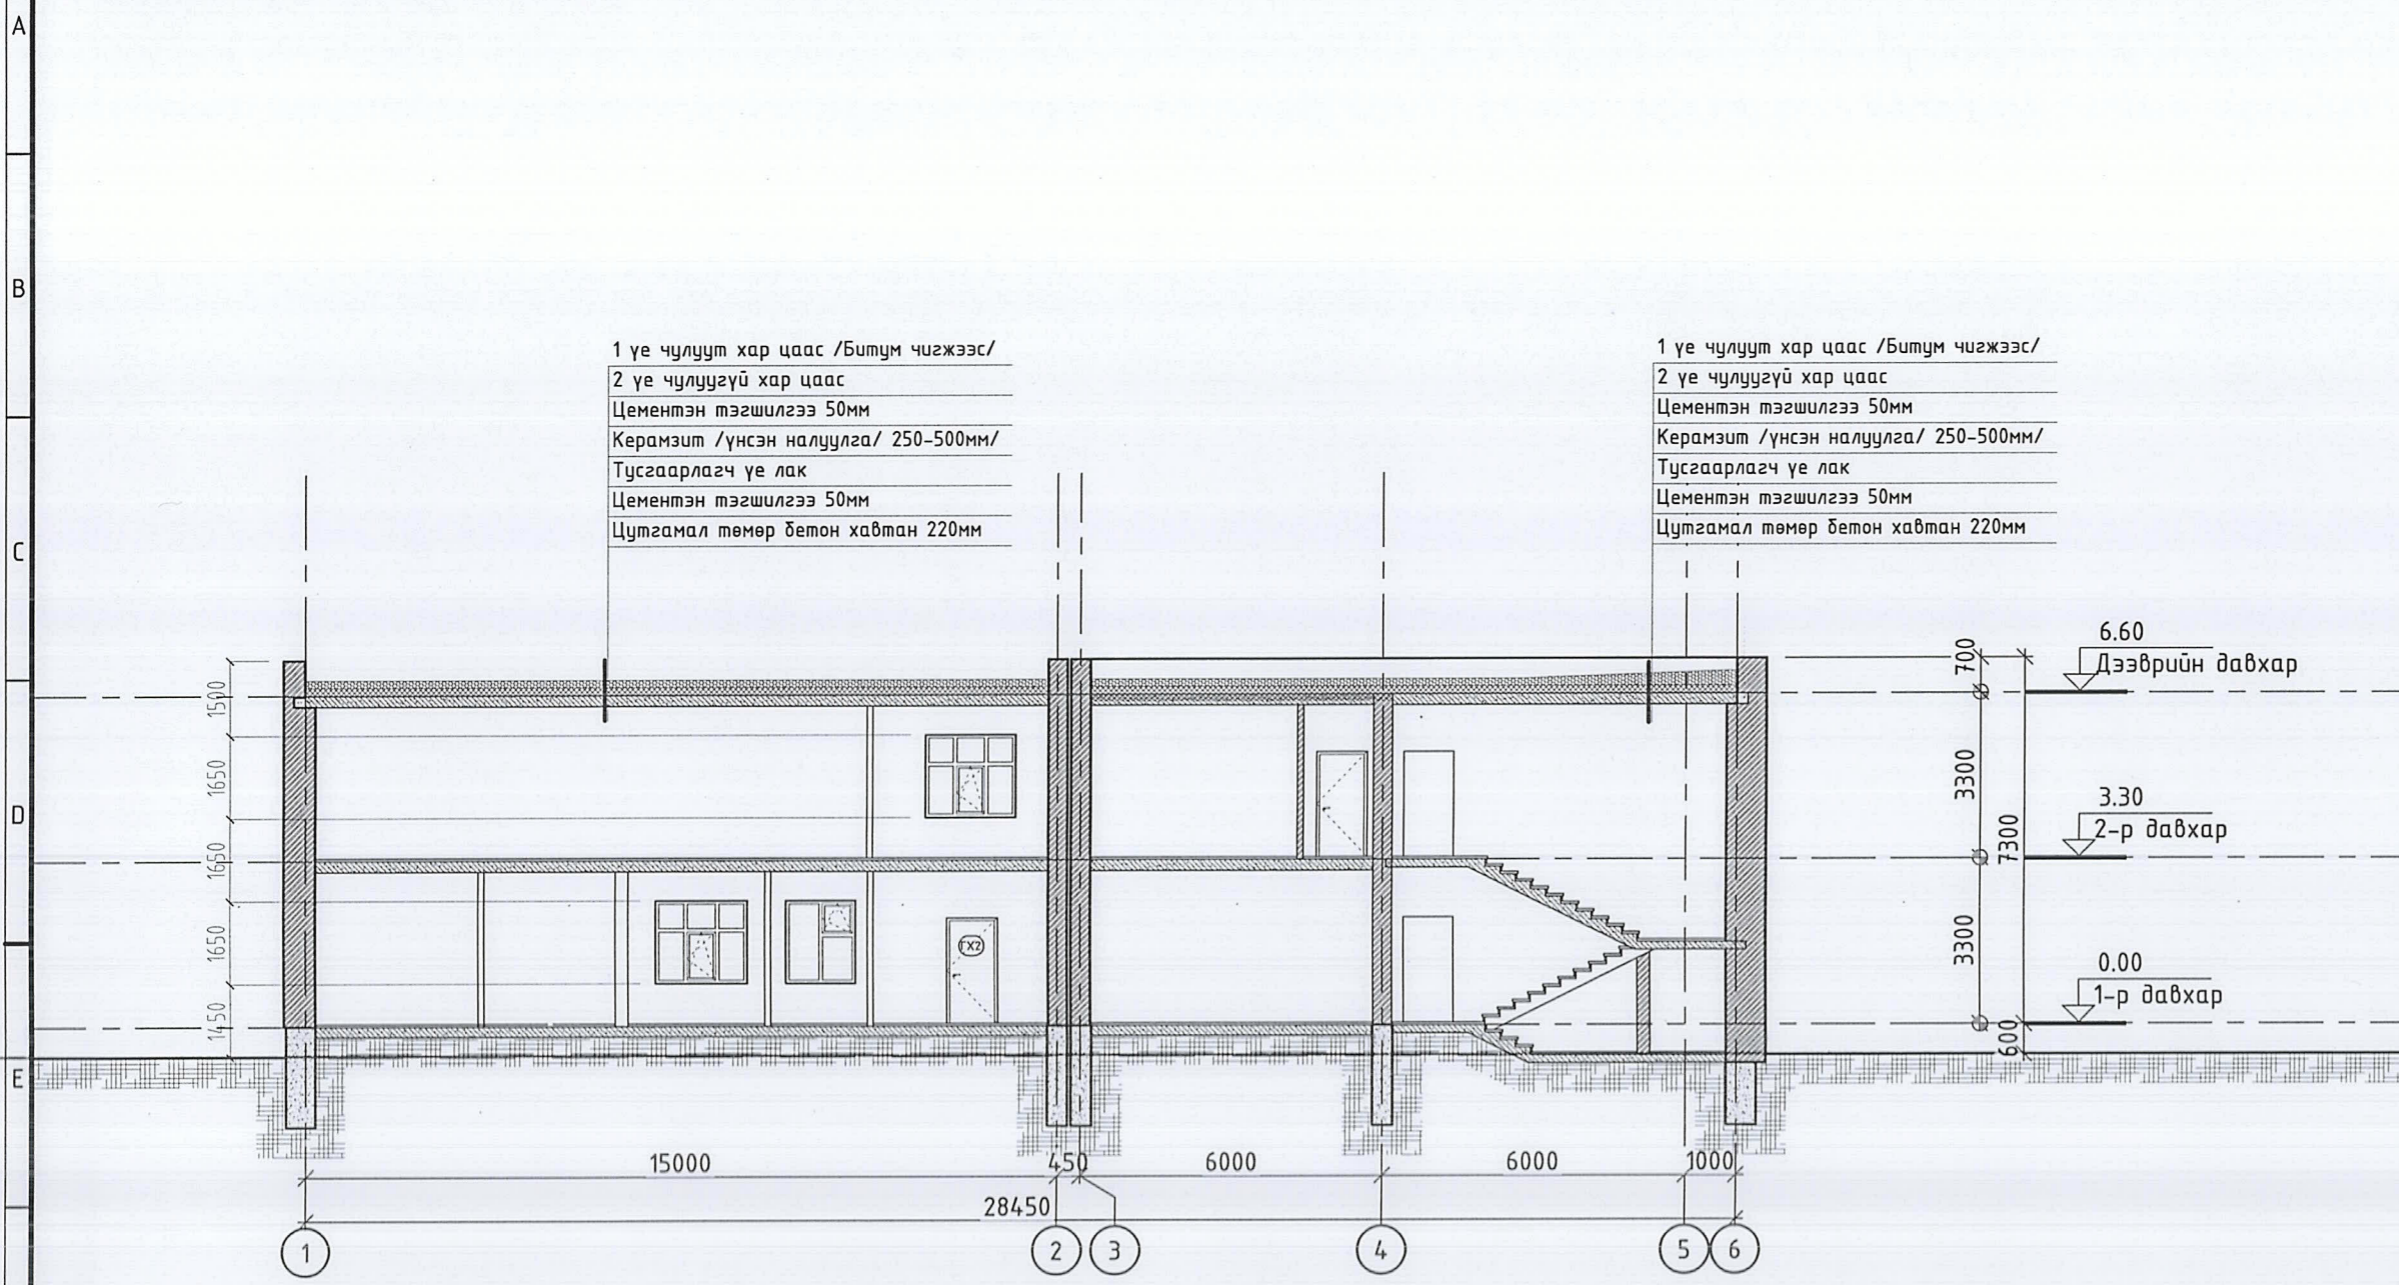 A
B
C
D
E
1 үе чулуут хар цаас /Битум чигжээс/
2 үе чулуугүй хар цаас
Цементэн тэгшилгээ 50мм
Керамзит /үнсэн налуулга/ 250-500мм/
Тусгаарлагч үе лак
Цементэн тэгшилгээ 50мм
Цутгамал төмөр бетон хавтан 220мм
1 үе чулуут хар цаас /Битум чигжээс/
2 үе чулуугүй хар цаас
Цементэн тэгшилгээ 50мм
Керамзит /үнсэн налуулга/ 250-500мм/
Тусгаарлагч үе лак
Цементэн тэгшилгээ 50мм
Цутгамал төмөр бетон хавтан 220мм
1500
1650
1650
1650
1450
ГХ2
700
3300
3300
7300
600
6.60
Дээврийн давхар
3.30
2-р давхар
0.00
1-р давхар
15000
450
6000
6000
1000
28450
1
2
3
4
5
6